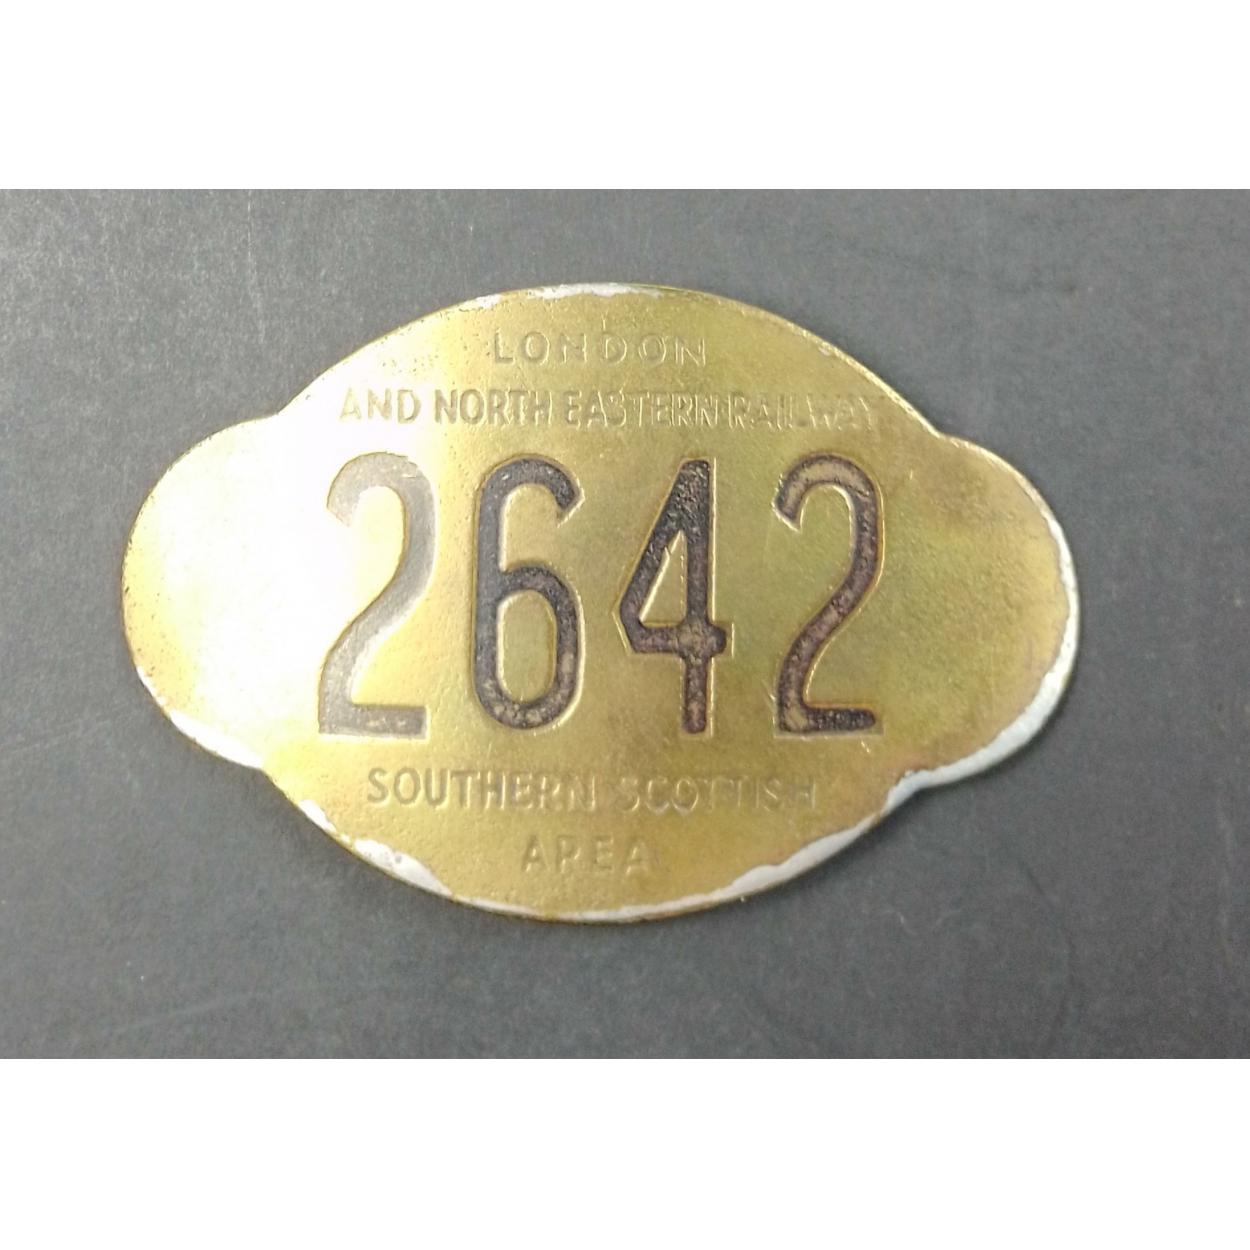 LONDON
AND NORTH EASTERN RAILWAY
2642
SOUTHERN SCOTTISH
AREA